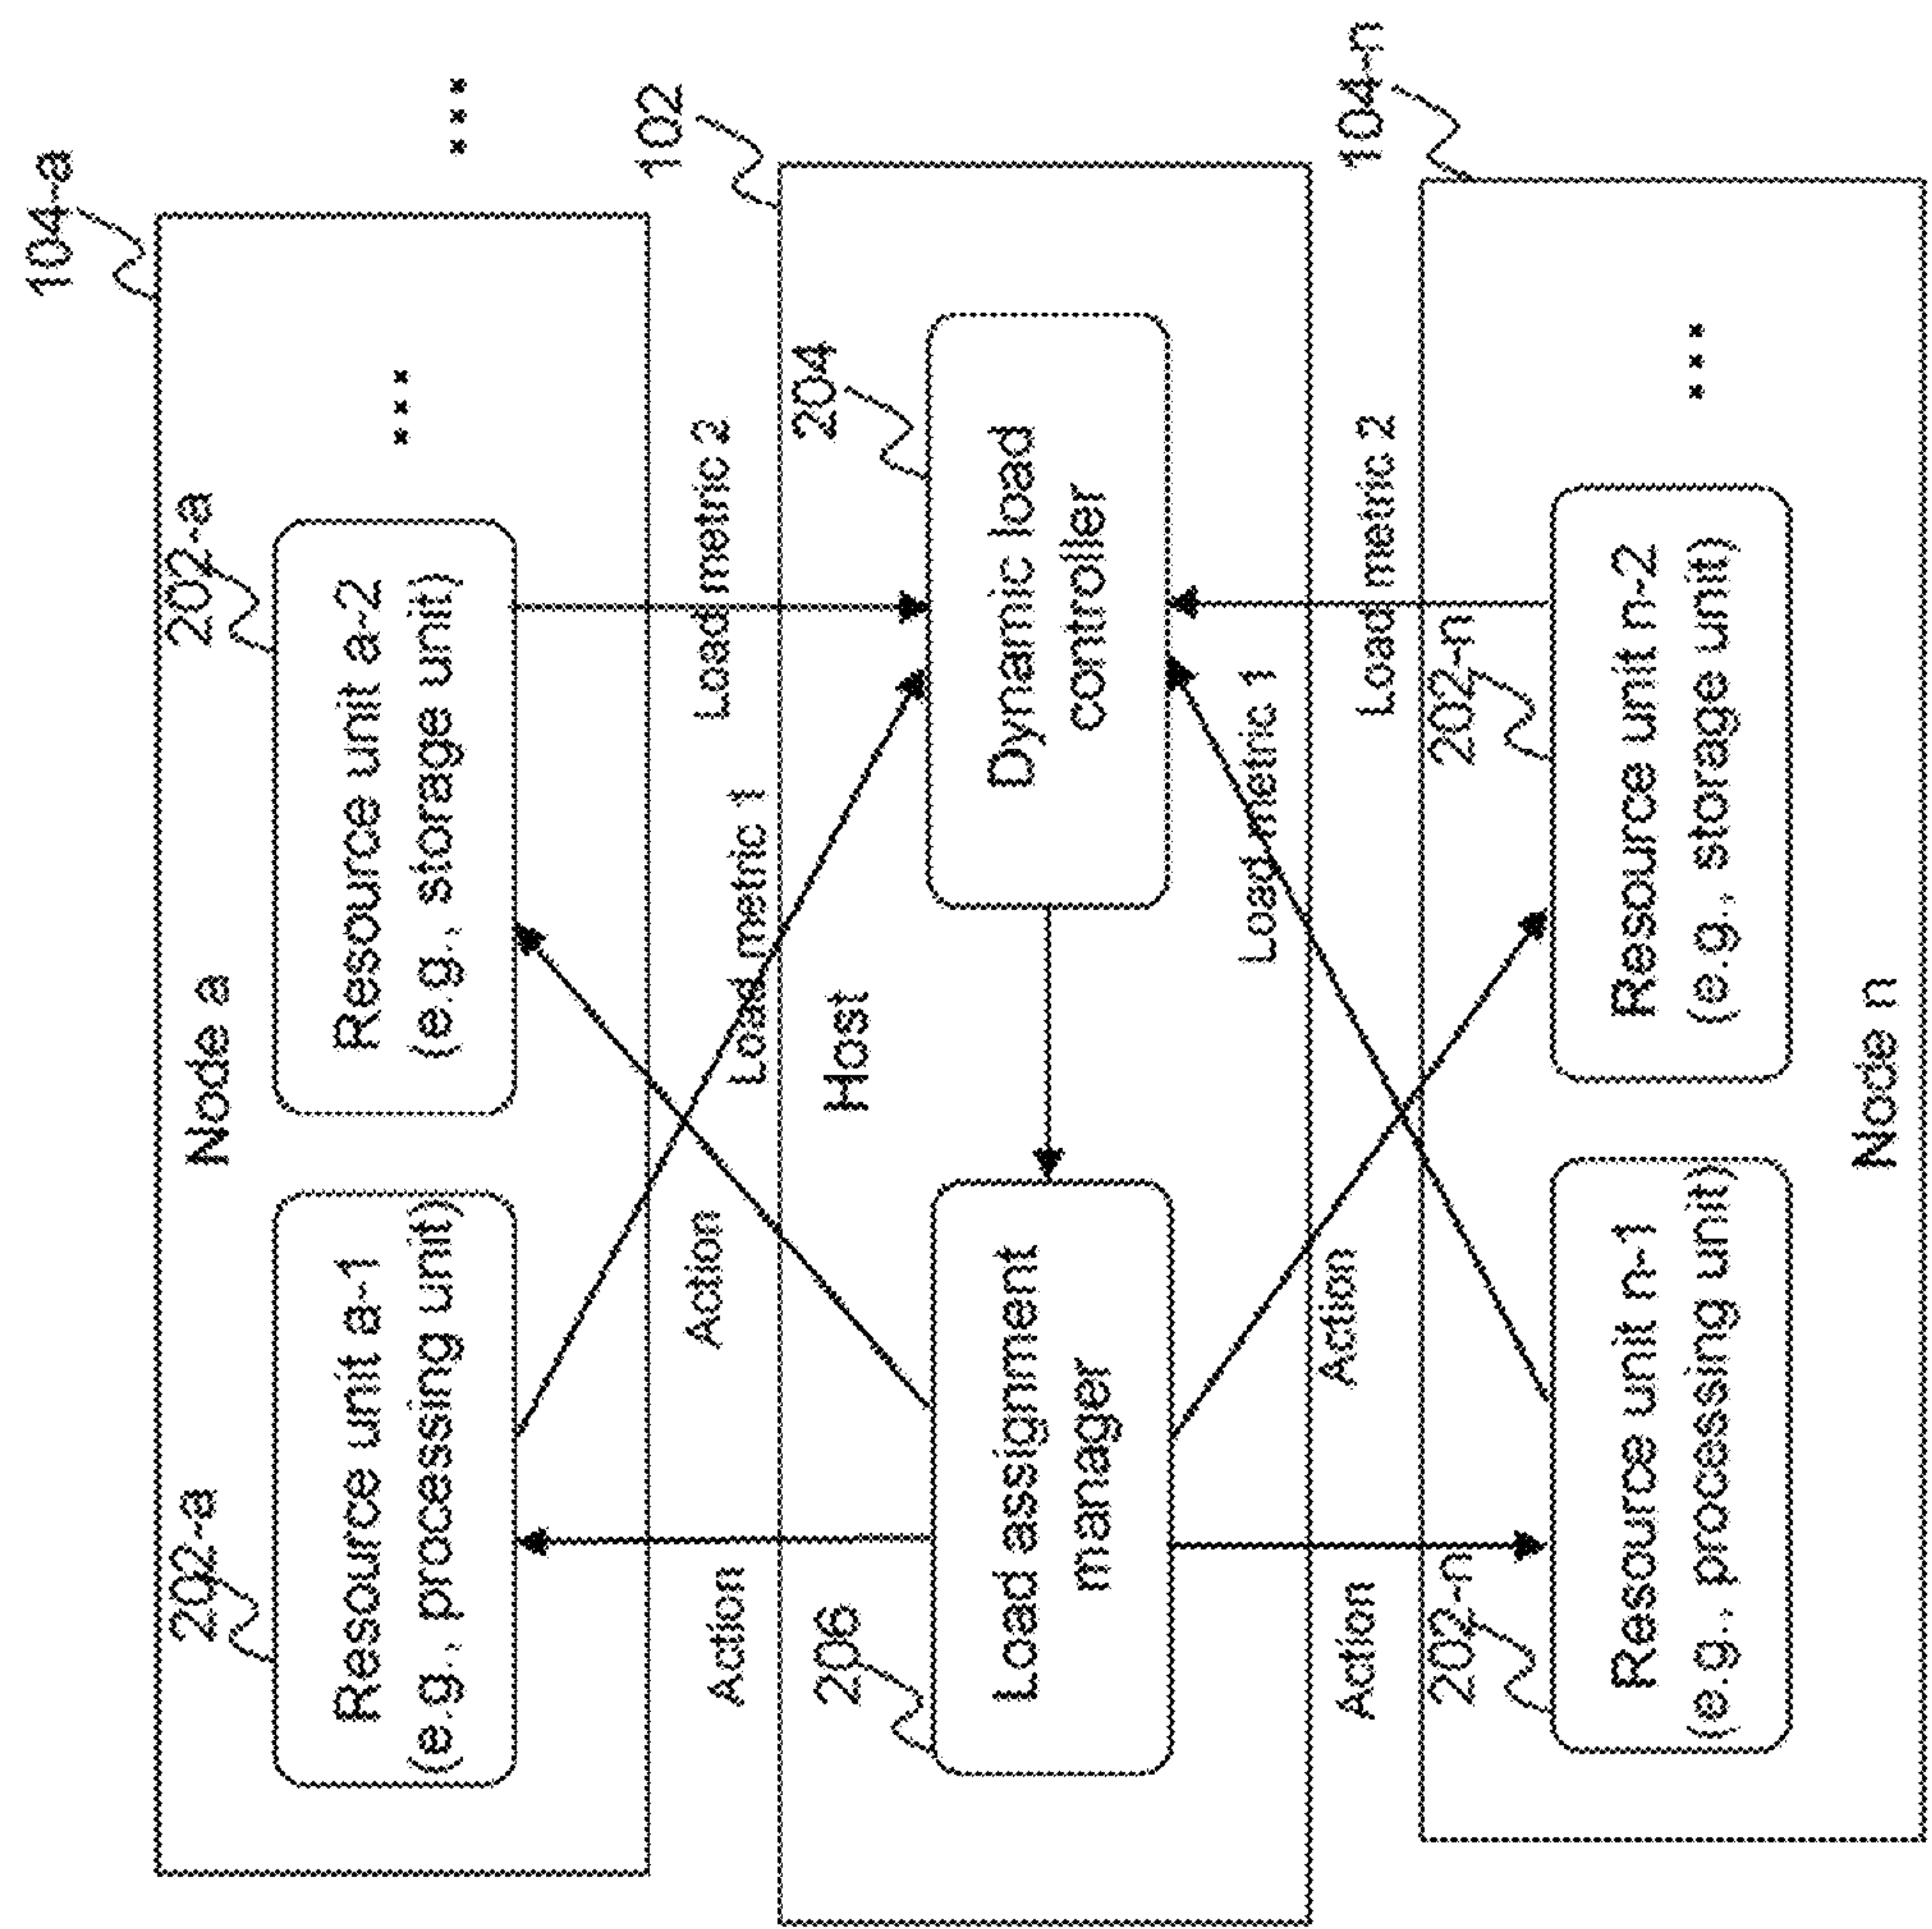 104-a
Node a
202-a
Resource unit a-1
(e.g., processing unit)
202-a
Resource unit a-2
(e.g., storage unit)
...
...
Action
Action
Load metric 1
Load metric 2
102
Host
206
Load assignment
manager
204
Dynamic load
controller
Action
Action
Load metric 1
Load metric 2
104-n
202-n
Resource unit n-1
(e.g., processing unit)
202-n
Resource unit n-2
(e.g., storage unit)
...
Node n